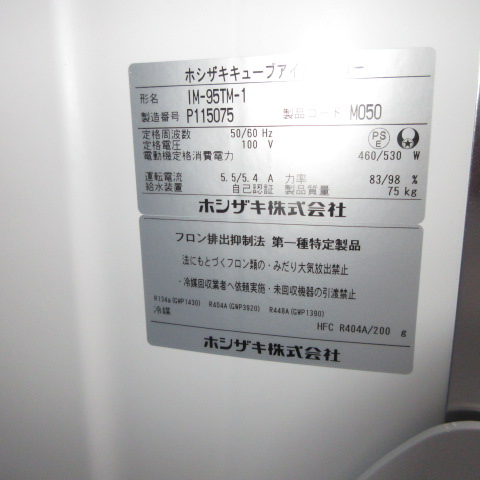 ホシザキキューブアイ ー
形名 IM-95TM-1
製造番号 P115075 製品コード M050
定格周波数 50/60 Hz
定格電圧 100 V
電動機定格消費電力 460/530 W
運転電流 5.5/5.4 A 力率 83/98 %
給水装置 自己認証 製品質量 75 kg
PSE
ホシザキ株式会社
フロン排出抑制法 第一種特定製品
法にもとづくフロン類の・みだり大気放出禁止
・冷媒回収業者へ依頼実施・未回収機器の引渡禁止
R134a(GWP1430) R404A(GWP3920) R448A(GWP1390)
冷媒 HFC R404A/200 g
ホシザキ株式会社